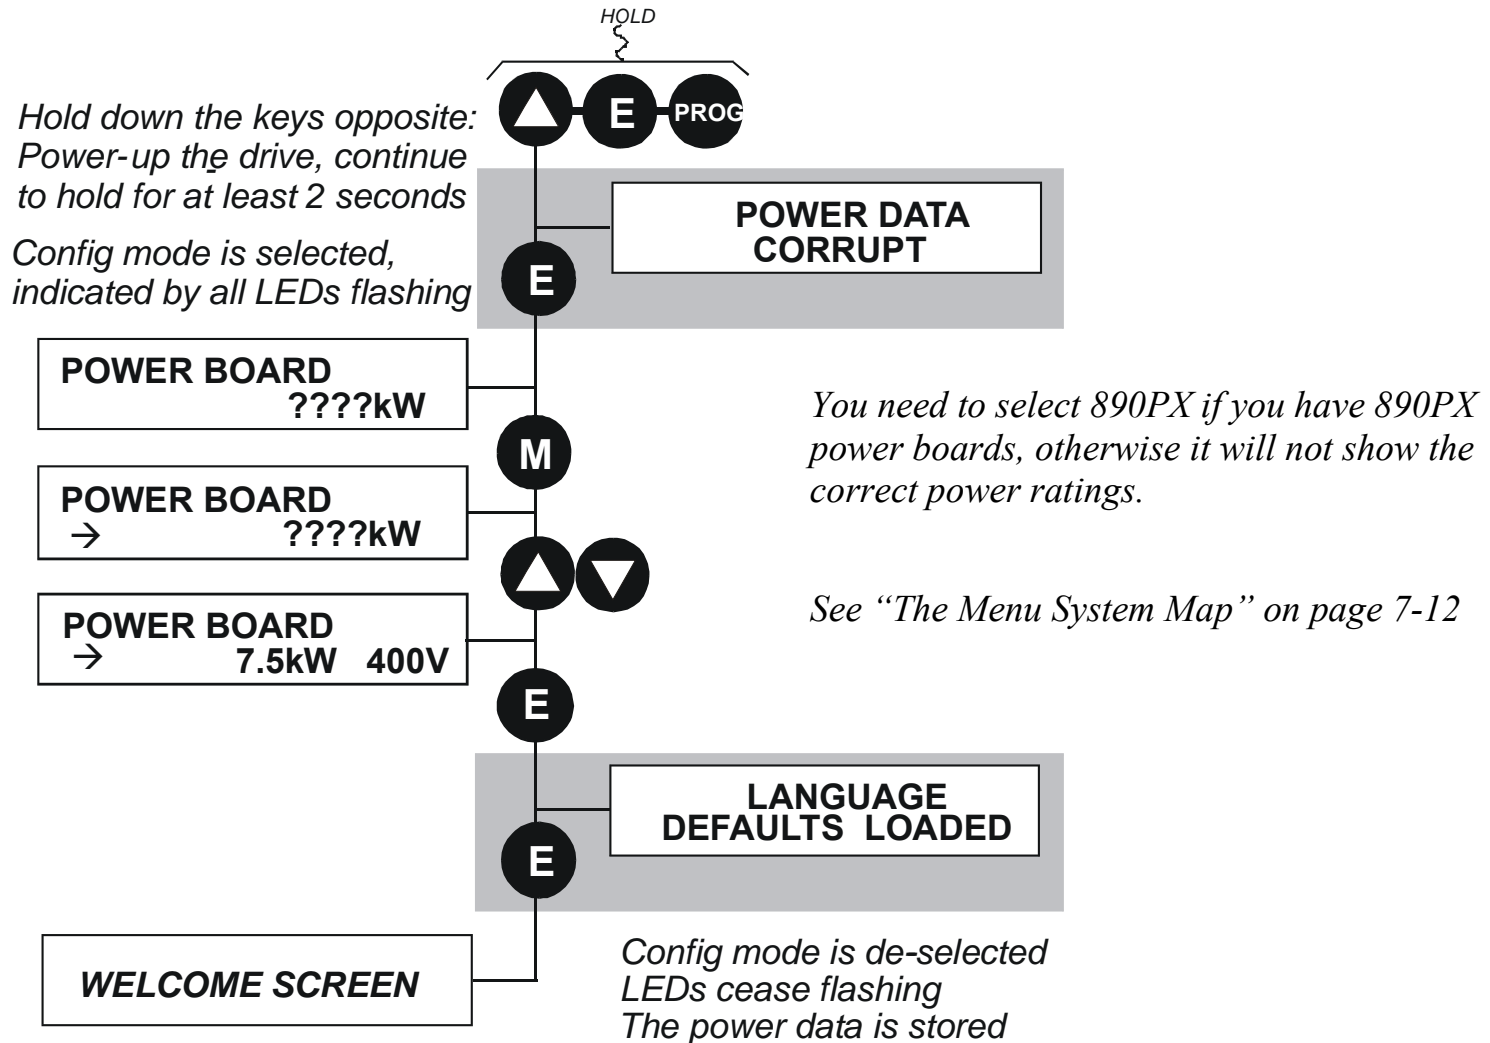 HOLD
E PROG
Hold down the keys opposite:
Power-up the drive, continue
to hold for at least 2 seconds
POWER DATA
CORRUPT
Config mode is selected,
indicated by all LEDs flashing
E
POWER BOARD
????kW
M
You need to select 890PX if you have 890PX
power boards, otherwise it will not show the
correct power ratings.
POWER BOARD
→ ????kW
See “The Menu System Map” on page 7-12
POWER BOARD
→ 7.5kW 400V
E
LANGUAGE
DEFAULTS LOADED
E
WELCOME SCREEN
Config mode is de-selected
LEDs cease flashing
The power data is stored